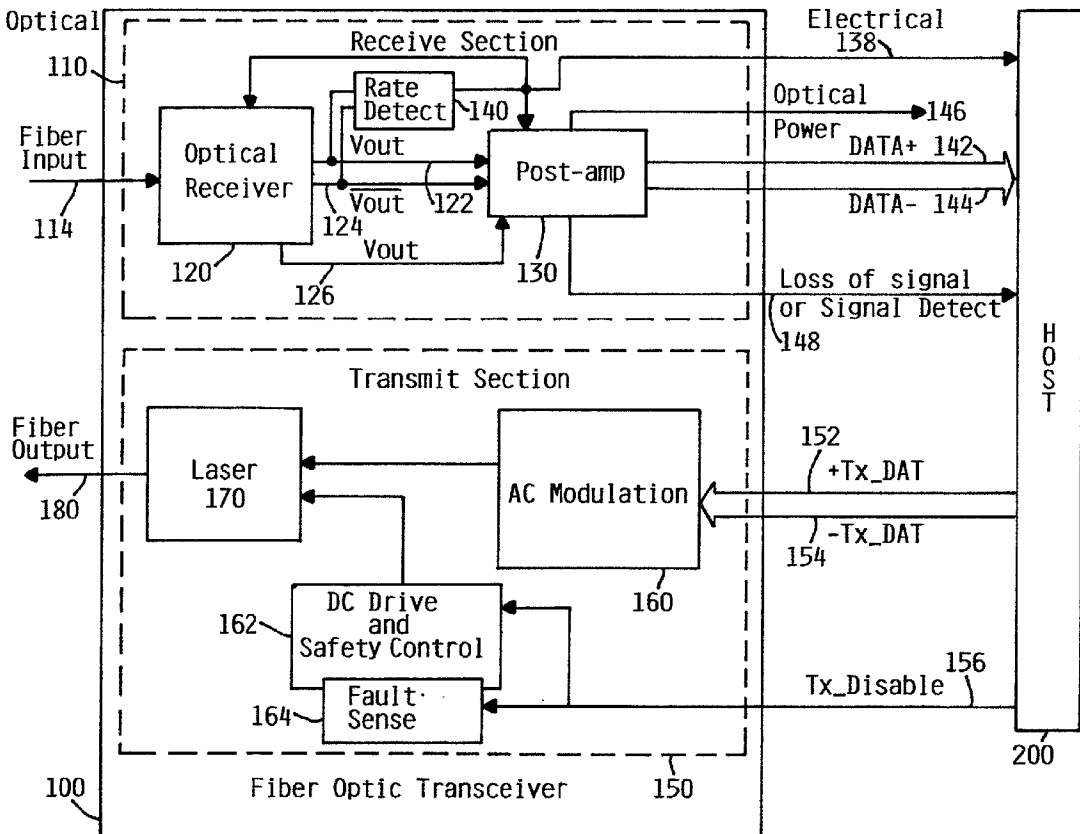 Optical
Electrical
138
110
Receive Section
Rate
Detect
140
Optical
Power
146
Fiber
Input
114
Optical
Receiver
120
Vout
122
Vout
124
Vout
126
Post-amp
130
DATA+ 142
DATA- 144
Loss of signal
or Signal Detect
148
HOST
Transmit Section
Fiber
Output
180
Laser
170
AC Modulation
160
152
+Tx_DAT
-Tx_DAT
154
162
DC Drive
and
Safety Control
164
Fault
Sense
Tx_Disable
156
200
100
Fiber Optic Transceiver
150